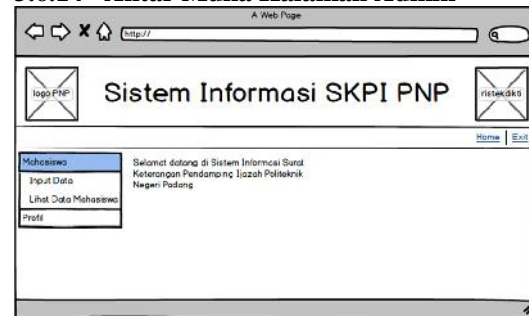 A Web Page
http://
logo PNP
Sistem Informasi SKPI PNP
ristekdikti
Home | Exit
Mahasiswa
Input Data
Lihat Data Mahasiswa
Profil
Selamat datang di Sistem Informasi Surat
Keterangan Pendamping Ijazah Politeknik
Negeri Padang